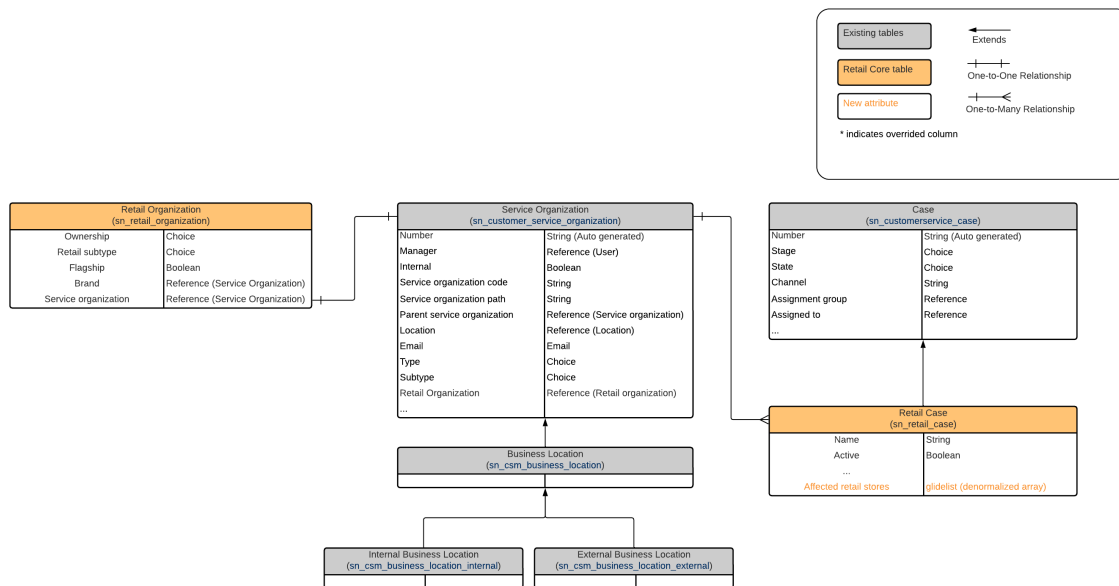 Existing tables
Extends
Retail Core table
One-to-One Relationship
New attribute
One-to-Many Relationship
* indicates overrided column
Retail Organization
(sn_retail_organization)
Ownership Choice
Retail subtype Choice
Flagship Boolean
Brand Reference (Service Organization)
Service organization Reference (Service Organization)
Service Organization
(sn_customer_service_organization)
Number String (Auto generated)
Manager Reference (User)
Internal Boolean
Service organization code String
Service organization path String
Parent service organization Reference (Service organization)
Location Reference (Location)
Email Email
Type Choice
Subtype Choice
Retail Organization Reference (Retail organization)
...
Case
(sn_customerservice_case)
Number String (Auto generated)
Stage Choice
State Choice
Channel String
Assignment group Reference
Assigned to Reference
...
Retail Case
(sn_retail_case)
Name String
Active Boolean
...
Affected retail stores glidelist (denormalized array)
Business Location
(sn_csm_business_location)
Internal Business Location
(sn_csm_business_location_internal)
External Business Location
(sn_csm_business_location_external)